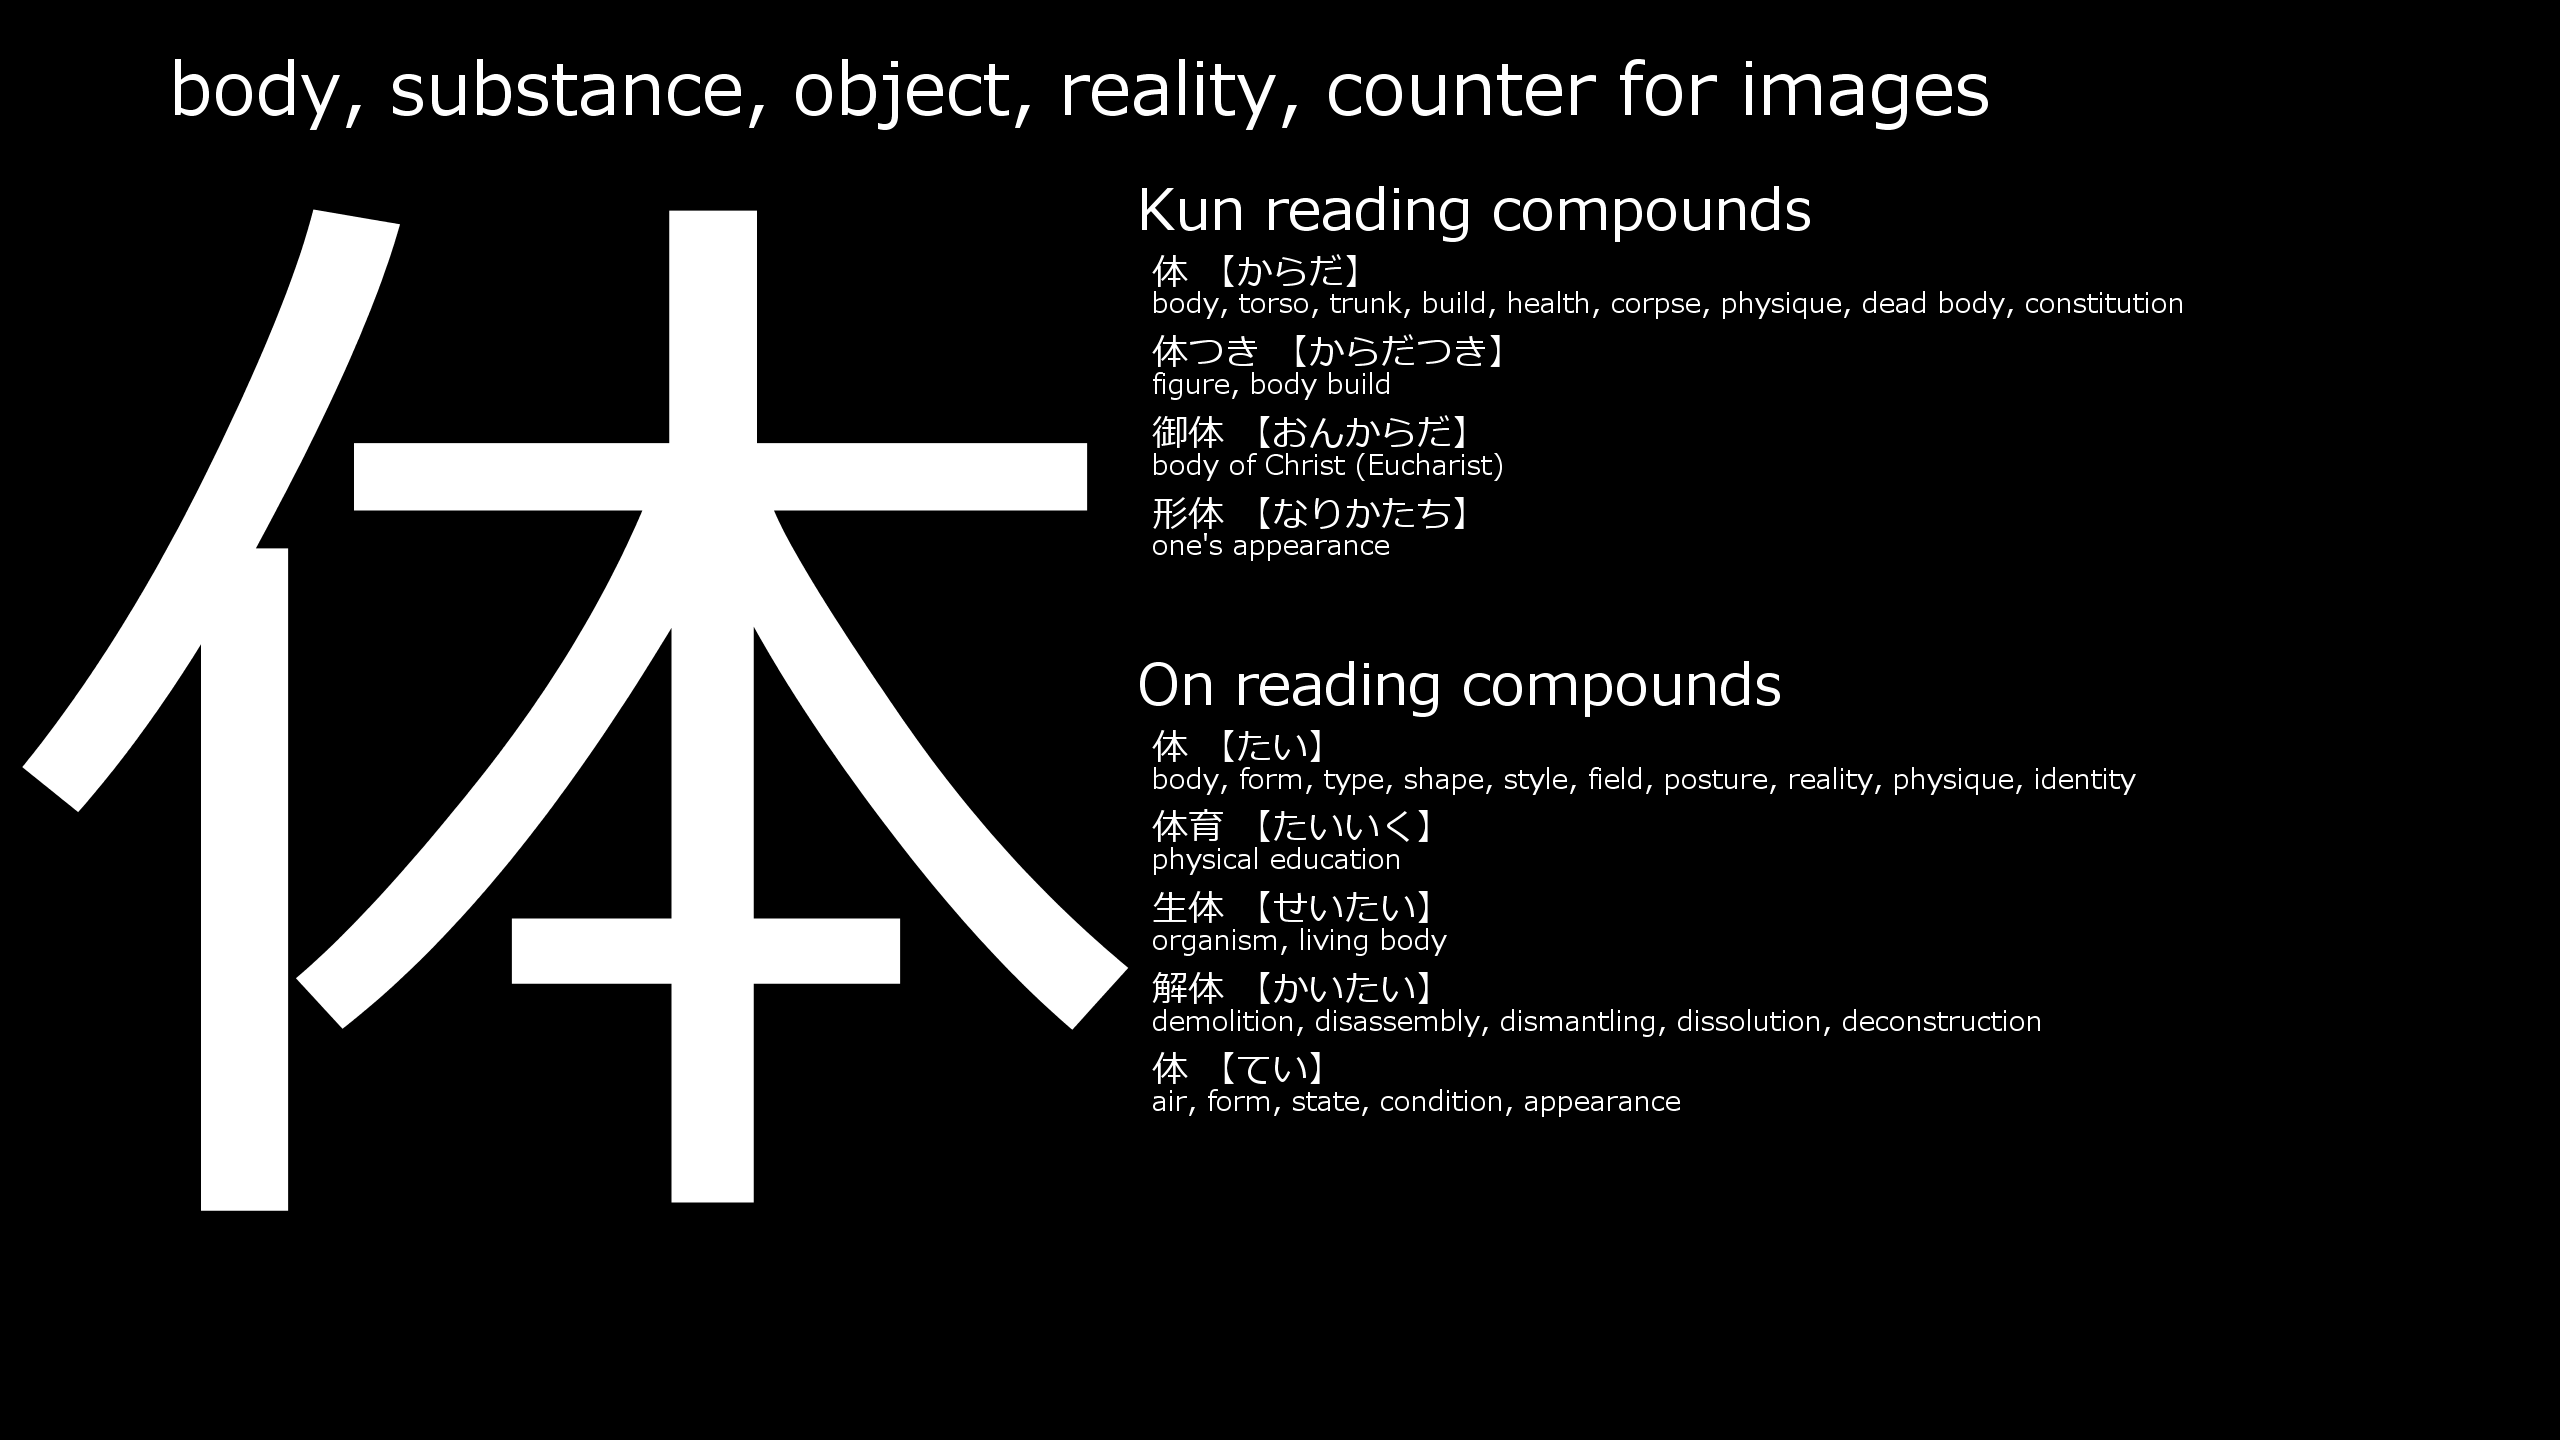 body, substance, object, reality, counter for images
体
Kun reading compounds
体 【からだ】
body, torso, trunk, build, health, corpse, physique, dead body, constitution
体つき 【からだつき】
figure, body build
御体 【おんからだ】
body of Christ (Eucharist)
形体 【なりかたち】
one's appearance
On reading compounds
体 【たい】
body, form, type, shape, style, field, posture, reality, physique, identity
体育 【たいいく】
physical education
生体 【せいたい】
organism, living body
解体 【かいたい】
demolition, disassembly, dismantling, dissolution, deconstruction
体 【てい】
air, form, state, condition, appearance